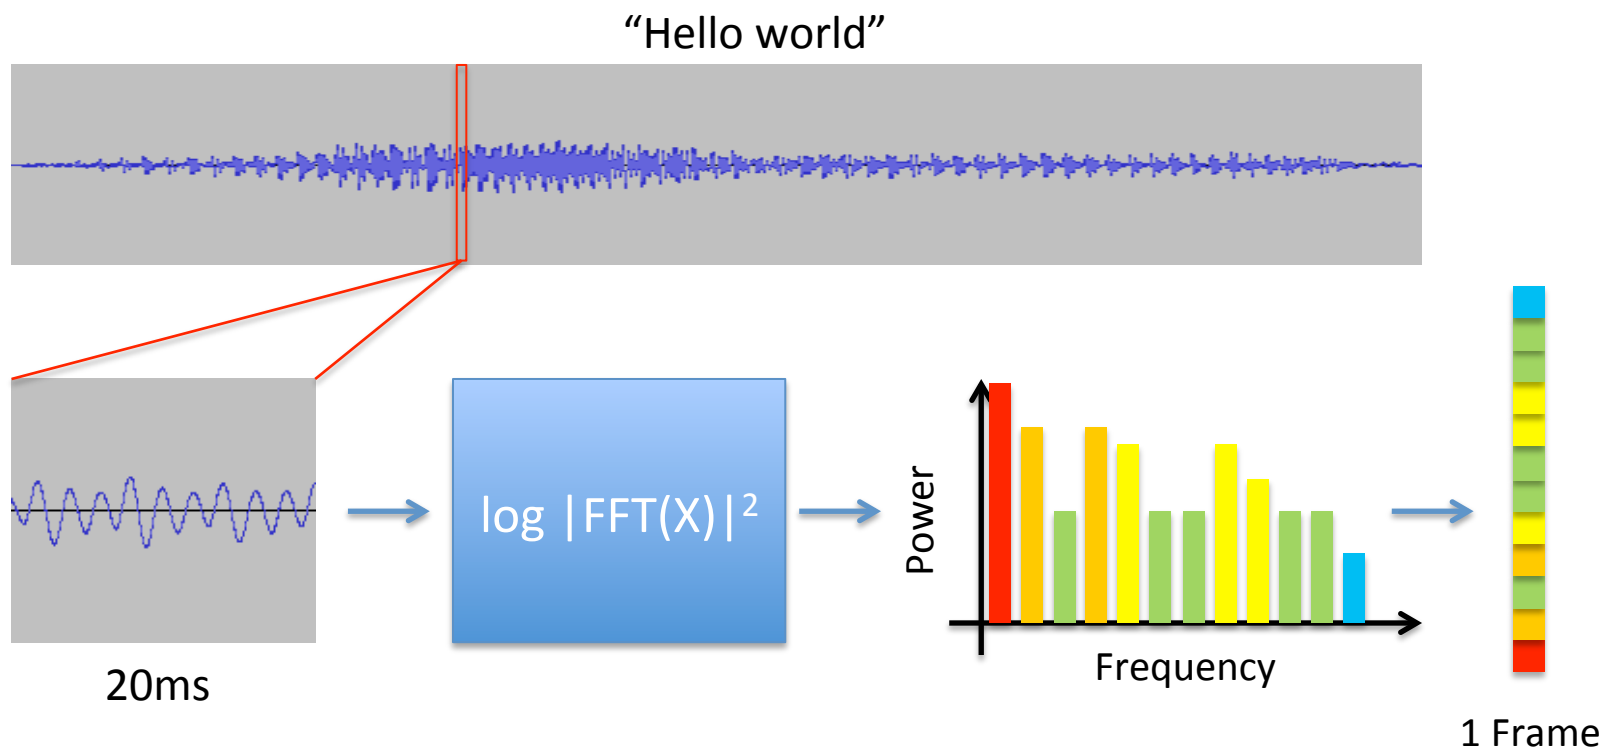 “Hello world”
20ms
log |FFT(X)|²
Power
Frequency
1 Frame